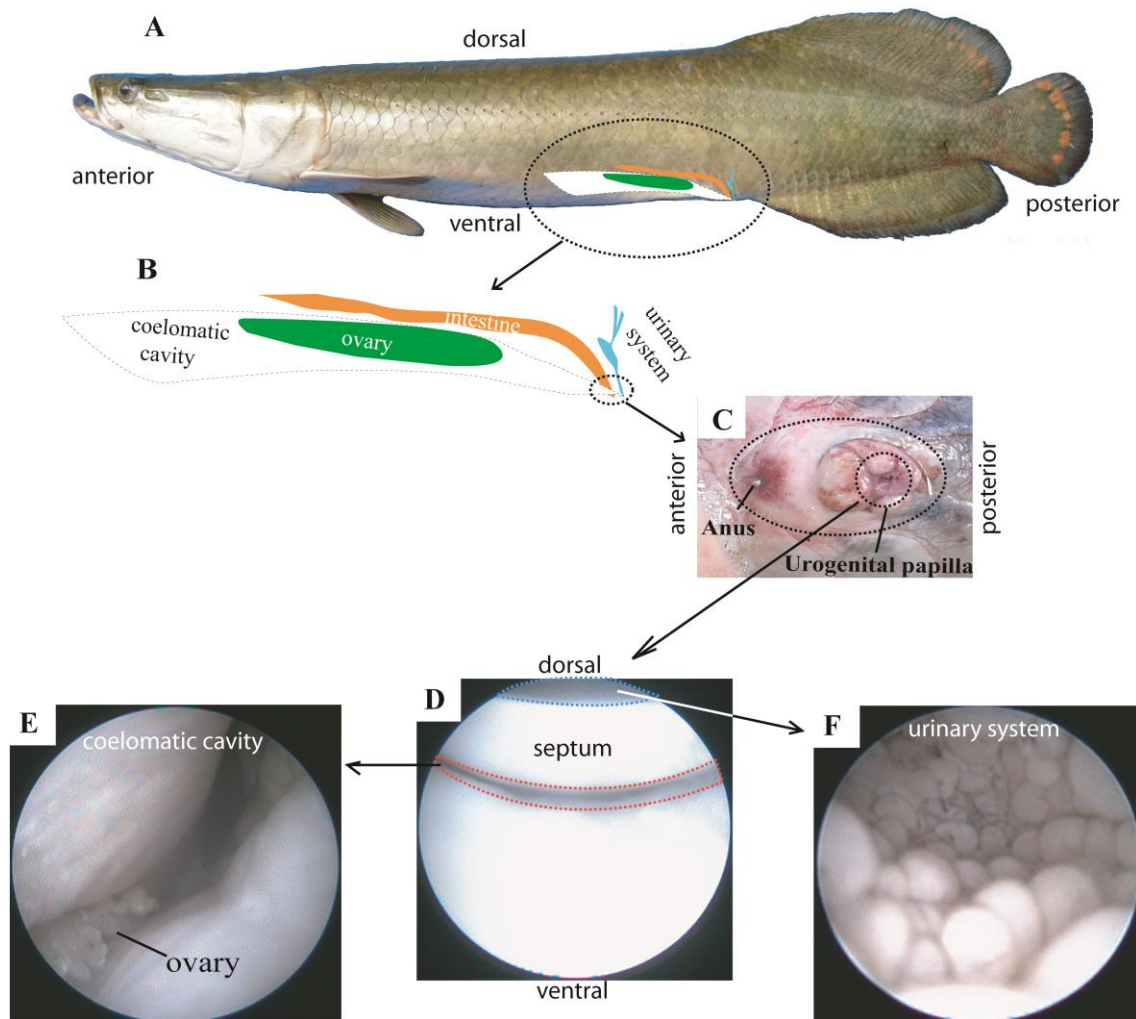 A
dorsal
anterior
ventral
posterior
B
coelomatic
cavity
intestine
ovary
urinary
system
C
anterior
posterior
Anus
Urogenital papilla
dorsal
D
septum
ventral
E
coelomatic cavity
ovary
F
urinary system